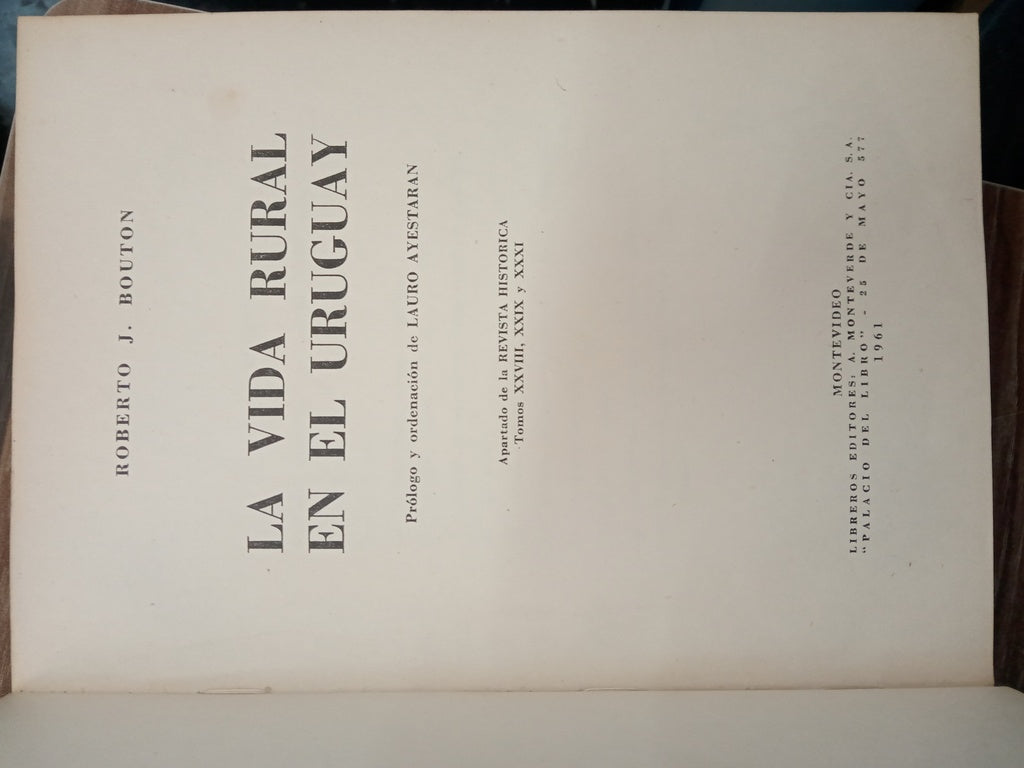 ROBERTO J. BOUTON
LA VIDA RURAL
EN EL URUGUAY
Prólogo y ordenación de LAURO AYESTARAN
Apartado de la REVISTA HISTORICA
Tomos XXVIII, XXIX y XXXI
MONTEVIDEO
LIBREROS EDITORES: A. MONTEVERDE Y CIA. S. A.
"PALACIO DEL LIBRO" - 25 DE MAYO 577
1961